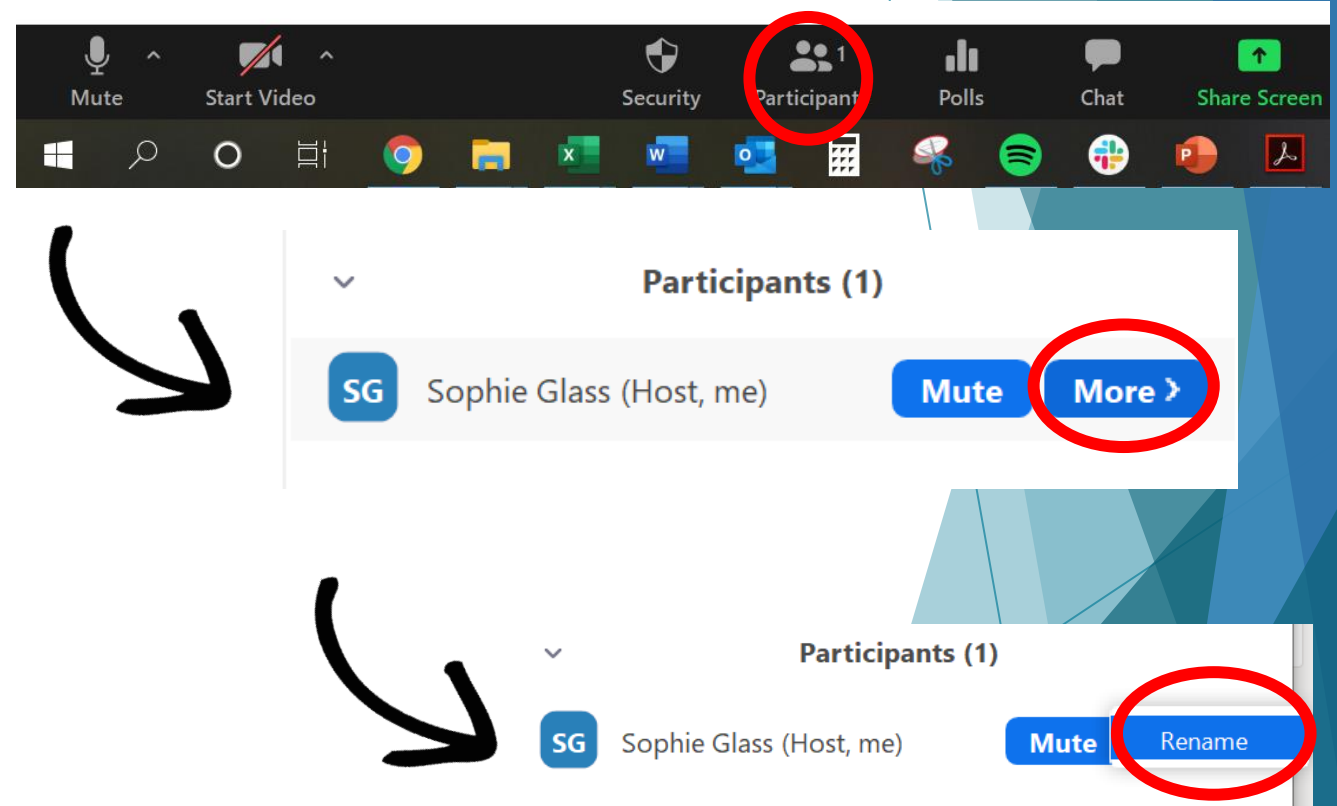 1
Mute Start Video Security Participant Polls Chat Share Screen
Participants (1)
SG Sophie Glass (Host, me) Mute More
Participants (1)
SG Sophie Glass (Host, me) Mute Rename